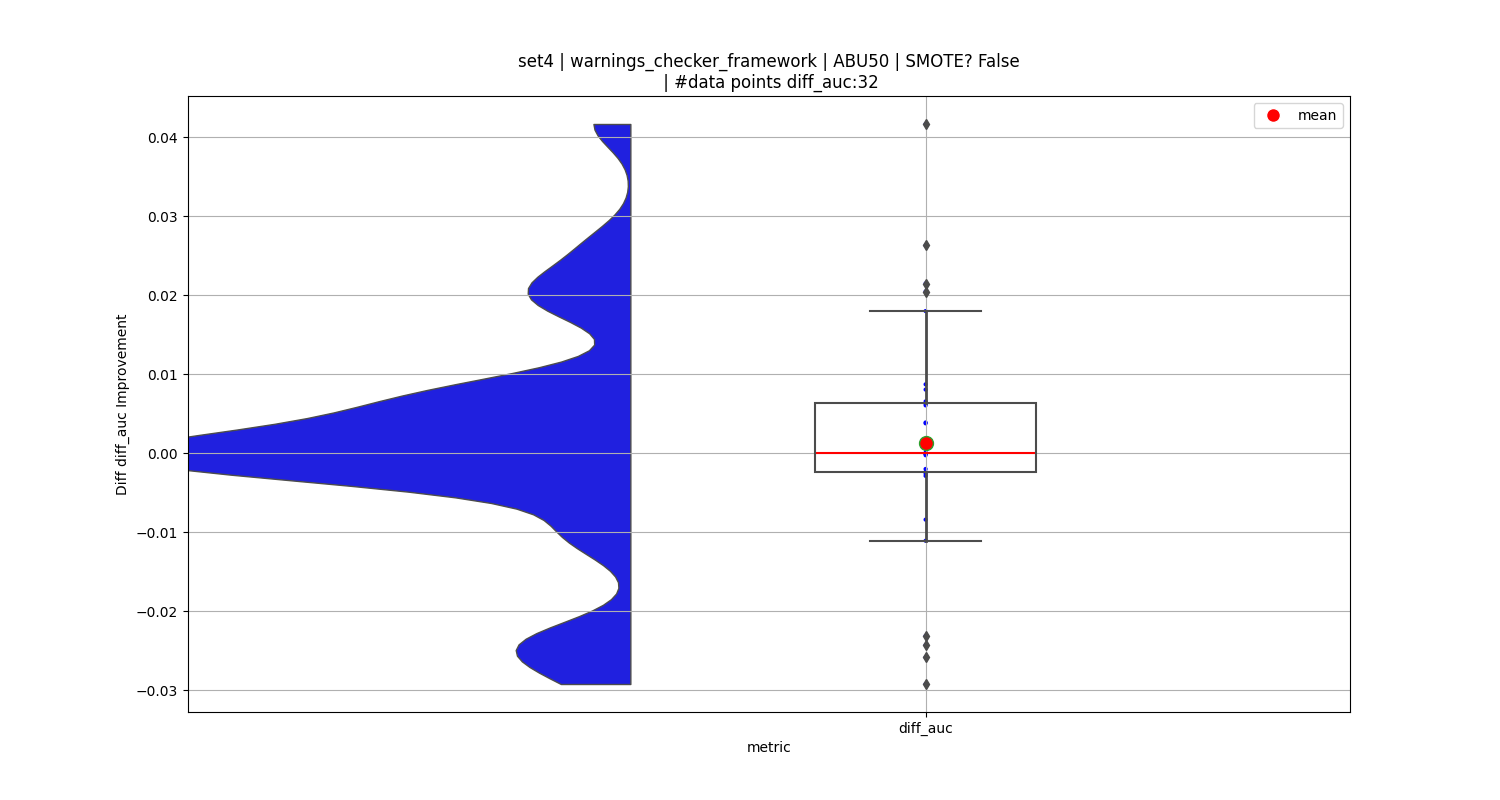 set4 | warnings_checker_framework | ABU50 | SMOTE? False
| #data points diff_auc:32
mean
0.04
0.03
0.02
0.01
0.00
−0.01
−0.02
−0.03
Diff diff_auc Improvement
diff_auc
metric